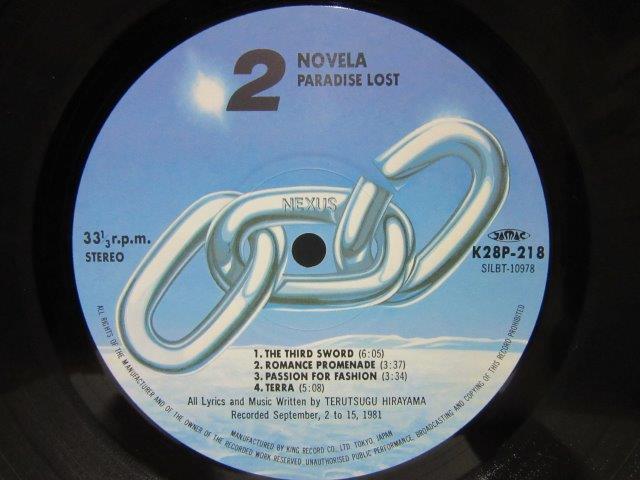 2
NOVELA
PARADISE LOST
NEXUS
33⅓ r.p.m.
STEREO
JASRAC
K28P-218
SILBT-10978
1. THE THIRD SWORD (6:05)
2. ROMANCE PROMENADE (3:37)
3. PASSION FOR FASHION (3:34)
4. TERRA (5:08)
All Lyrics and Music Written by TERUTSUGU HIRAYAMA
Recorded September, 2 to 15, 1981
MANUFACTURED BY KING RECORD CO., LTD TOKYO, JAPAN
ALL RIGHTS OF THE MANUFACTURER AND OF THE OWNER OF THE RECORDED WORK RESERVED. UNAUTHORISED PUBLIC PERFORMANCE, BROADCASTING AND COPYING OF THIS RECORD PROHIBITED